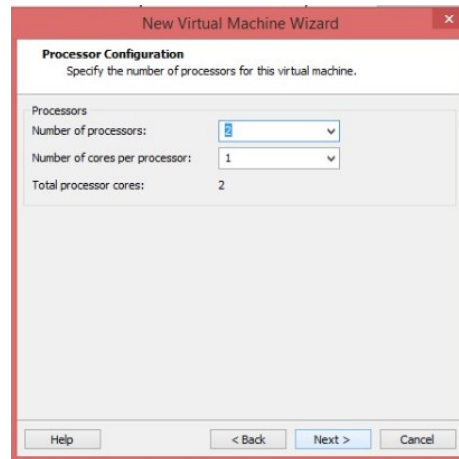 New Virtual Machine Wizard
x
Processor Configuration
Specify the number of processors for this virtual machine.
Processors
Number of processors: 2
Number of cores per processor: 1
Total processor cores: 2
Help < Back Next > Cancel